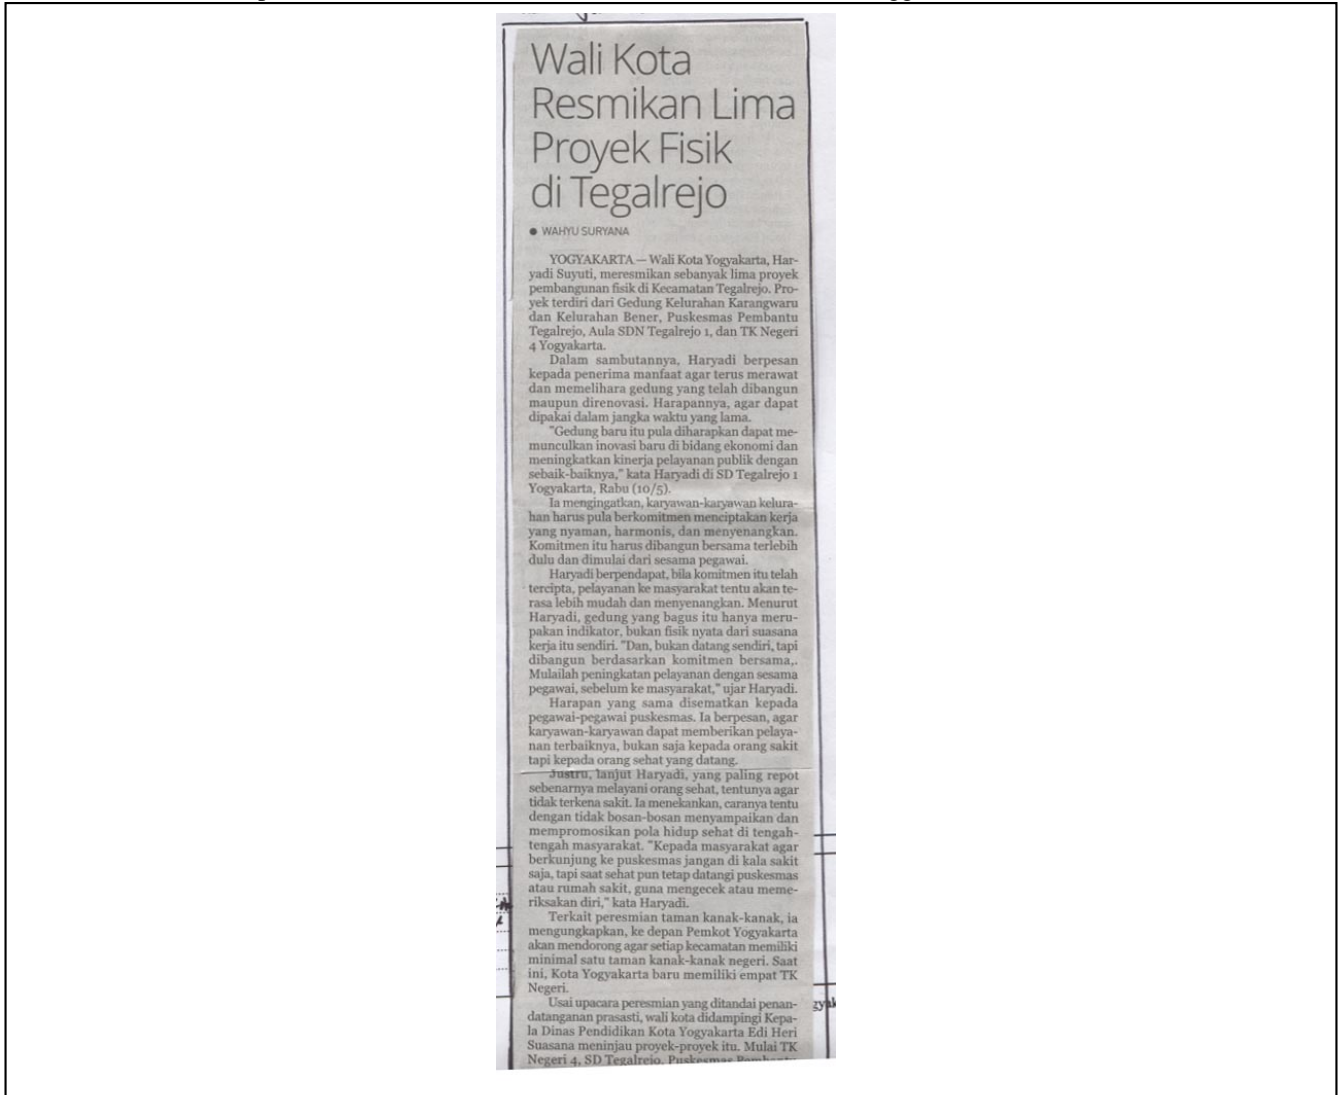 Wali Kota
Resmikan Lima
Proyek Fisik
di Tegalrejo
● WAHYU SURYANA
YOGYAKARTA — Wali Kota Yogyakarta, Har-
yadi Suyuti, meresmikan sebanyak lima proyek
pembangunan fisik di Kecamatan Tegalrejo. Pro-
yek terdiri dari Gedung Kelurahan Karangwaru
dan Kelurahan Bener, Puskesmas Pembantu
Tegalrejo, Aula SDN Tegalrejo 1, dan TK Negeri
4 Yogyakarta.
Dalam sambutannya, Haryadi berpesan
kepada penerima manfaat agar terus merawat
dan memelihara gedung yang telah dibangun
maupun direnovasi. Harapannya, agar dapat
dipakai dalam jangka waktu yang lama.
"Gedung baru itu pula diharapkan dapat me-
munculkan inovasi baru di bidang ekonomi dan
meningkatkan kinerja pelayanan publik dengan
sebaik-baiknya," kata Haryadi di SD Tegalrejo 1
Yogyakarta, Rabu (10/5).
Ia mengingatkan, karyawan-karyawan kelura-
han harus pula berkomitmen menciptakan kerja
yang nyaman, harmonis, dan menyenangkan.
Komitmen itu harus dibangun bersama terlebih
dulu dan dimulai dari sesama pegawai.
Haryadi berpendapat, bila komitmen itu telah
tercipta, pelayanan ke masyarakat tentu akan te-
rasa lebih mudah dan menyenangkan. Menurut
Haryadi, gedung yang bagus itu hanya meru-
pakan indikator, bukan fisik nyata dari suasana
kerja itu sendiri. "Dan, bukan datang sendiri, tapi
dibangun berdasarkan komitmen bersama,.
Mulailah peningkatan pelayanan dengan sesama
pegawai, sebelum ke masyarakat," ujar Haryadi.
Harapan yang sama disematkan kepada
pegawai-pegawai puskesmas. Ia berpesan, agar
karyawan-karyawan dapat memberikan pelaya-
nan terbaiknya, bukan saja kepada orang sakit
tapi kepada orang sehat yang datang.
Justru, lanjut Haryadi, yang paling repot
sebenarnya melayani orang sehat, tentunya agar
tidak terkena sakit. Ia menekankan, caranya tentu
dengan tidak bosan-bosan menyampaikan dan
mempromosikan pola hidup sehat di tengah-
tengah masyarakat. "Kepada masyarakat agar
berkunjung ke puskesmas jangan di kala sakit
saja, tapi saat sehat pun tetap datangi puskesmas
atau rumah sakit, guna mengecek atau meme-
riksakan diri," kata Haryadi.
Terkait peresmian taman kanak-kanak, ia
mengungkapkan, ke depan Pemkot Yogyakarta
akan mendorong agar setiap kecamatan memiliki
minimal satu taman kanak-kanak negeri. Saat
ini, Kota Yogyakarta baru memiliki empat TK
Negeri.
Usai upacara peresmian yang ditandai penan-
datanganan prasasti, wali kota didampingi Kepa-
la Dinas Pendidikan Kota Yogyakarta Edi Heri
Suasana meninjau proyek-proyek itu. Mulai TK
Negeri 4, SD Tegalrejo, Puskesmas Pembantu